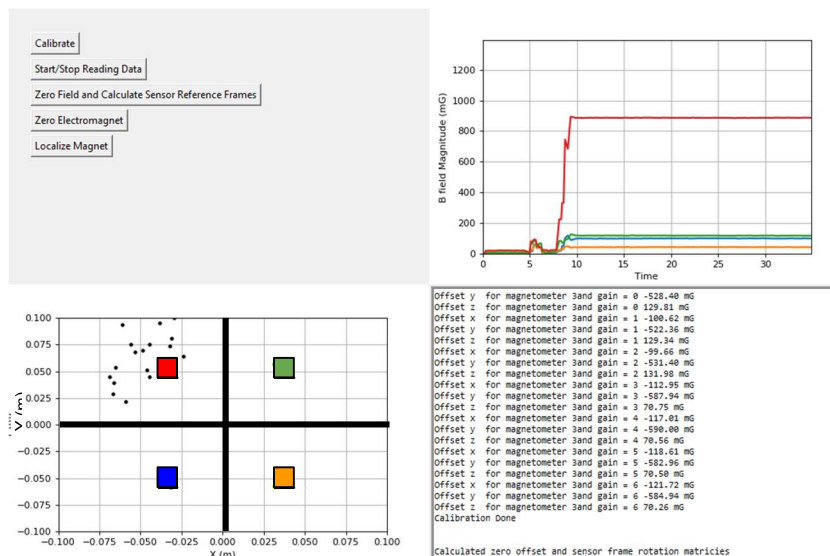 Calibrate
Start/Stop Reading Data
Zero Field and Calculate Sensor Reference Frames
Zero Electromagnet
Localize Magnet
B field Magnitude (mG)
1400
1200
1000
800
600
400
200
0
0 5 10 15 20 25 30
Time
Y (m)
0.100
0.075
0.050
0.025
0.000
−0.025
−0.050
−0.075
−0.100
−0.100 −0.075 −0.050 −0.025 0.000 0.025 0.050 0.075 0.100
X (m)
Offset y for magnetometer 3and gain = 0 -528.40 mG
Offset z for magnetometer 3and gain = 0 129.81 mG
Offset x for magnetometer 3and gain = 1 -100.62 mG
Offset y for magnetometer 3and gain = 1 -522.36 mG
Offset z for magnetometer 3and gain = 1 129.34 mG
Offset x for magnetometer 3and gain = 2 -99.66 mG
Offset y for magnetometer 3and gain = 2 -531.40 mG
Offset z for magnetometer 3and gain = 2 131.98 mG
Offset x for magnetometer 3and gain = 3 -112.95 mG
Offset y for magnetometer 3and gain = 3 -587.94 mG
Offset z for magnetometer 3and gain = 3 70.75 mG
Offset x for magnetometer 3and gain = 4 -117.01 mG
Offset y for magnetometer 3and gain = 4 -590.00 mG
Offset z for magnetometer 3and gain = 4 70.56 mG
Offset x for magnetometer 3and gain = 5 -118.61 mG
Offset y for magnetometer 3and gain = 5 -582.96 mG
Offset z for magnetometer 3and gain = 5 70.50 mG
Offset x for magnetometer 3and gain = 6 -121.72 mG
Offset y for magnetometer 3and gain = 6 -584.94 mG
Offset z for magnetometer 3and gain = 6 70.26 mG
Calibration Done
Calculated zero offset and sensor frame rotation matricies